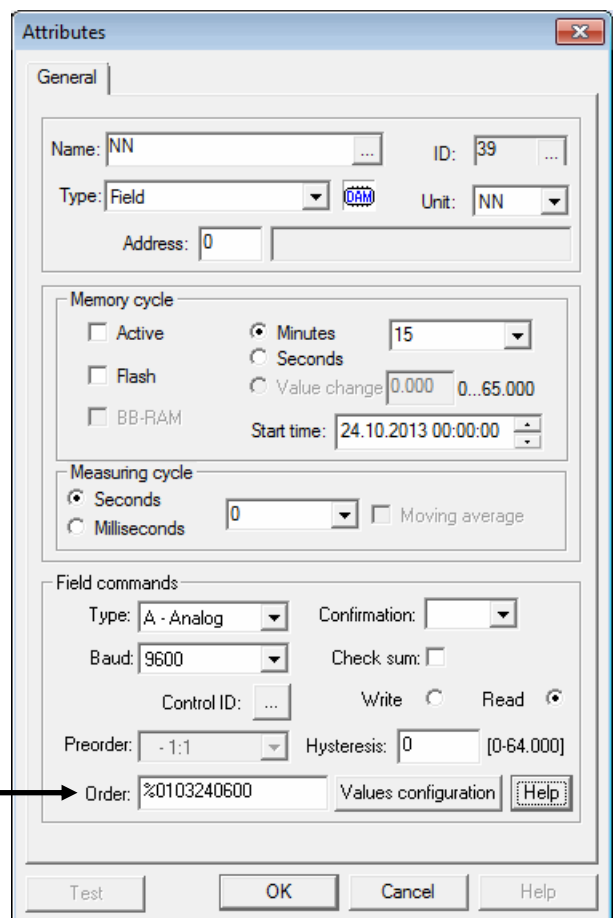 Attributes
General
Name: NN ... ID: 39 ...
Type: Field DAM Unit: NN
Address: 0
Memory cycle
Active Minutes 15
Flash Seconds
Value change 0.000 0...65.000
BB-RAM
Start time: 24.10.2013 00:00:00
Measuring cycle
Seconds
0 Moving average
Milliseconds
Field commands
Type: A - Analog Confirmation:
Baud: 9600 Check sum:
Control ID: ... Write Read
Preorder: - 1:1 Hysteresis: 0 [0-64.000]
Order: %0103240600 Values configuration Help
Test OK Cancel Help